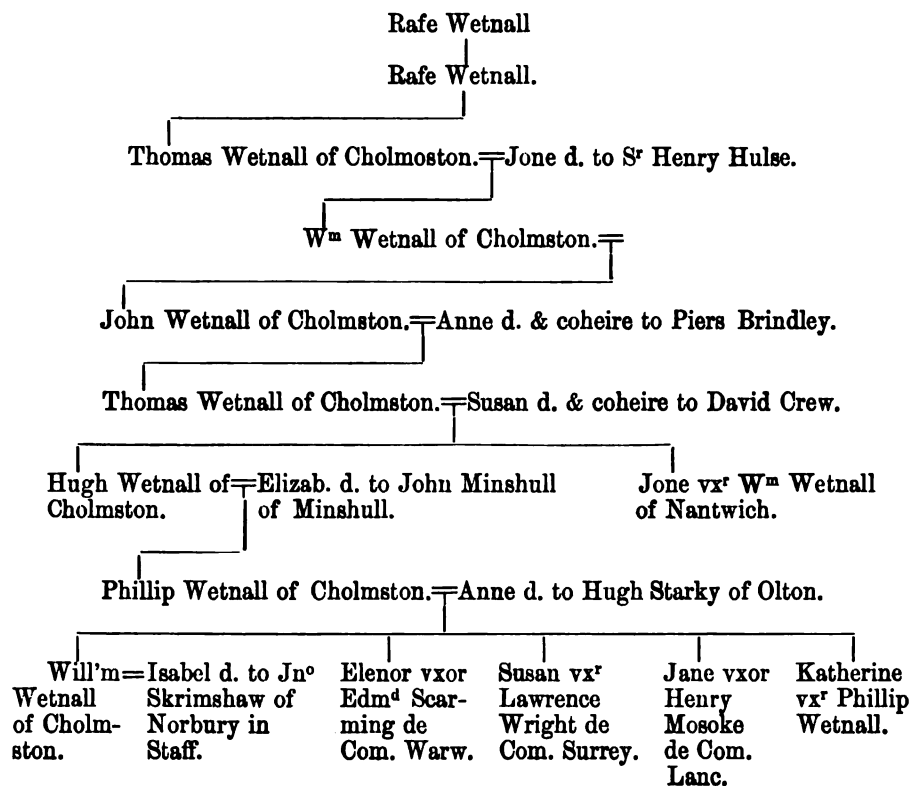 Rafe Wetnall
Rafe Wetnall.
Thomas Wetnall of Cholmoston.=Jone d. to Sʳ Henry Hulse.
Wᵐ Wetnall of Cholmston.=
John Wetnall of Cholmston.=Anne d. & coheire to Piers Brindley.
Thomas Wetnall of Cholmston.=Susan d. & coheire to David Crew.
Hugh Wetnall of
Cholmston.
=Elizab. d. to John Minshull
of Minshull.
Jone vxʳ Wᵐ Wetnall
of Nantwich.
Phillip Wetnall of Cholmston.=Anne d. to Hugh Starky of Olton.
Will'm=
Wetnall
of Cholm-
ston.
Isabel d. to Jnᵒ
Skrimshaw of
Norbury in
Staff.
Elenor vxor
Edmᵈ Scar-
ming de
Com. Warw.
Susan vxʳ
Lawrence
Wright de
Com. Surrey.
Jane vxor
Henry
Mosoke
de Com.
Lanc.
Katherine
vxʳ Phillip
Wetnall.